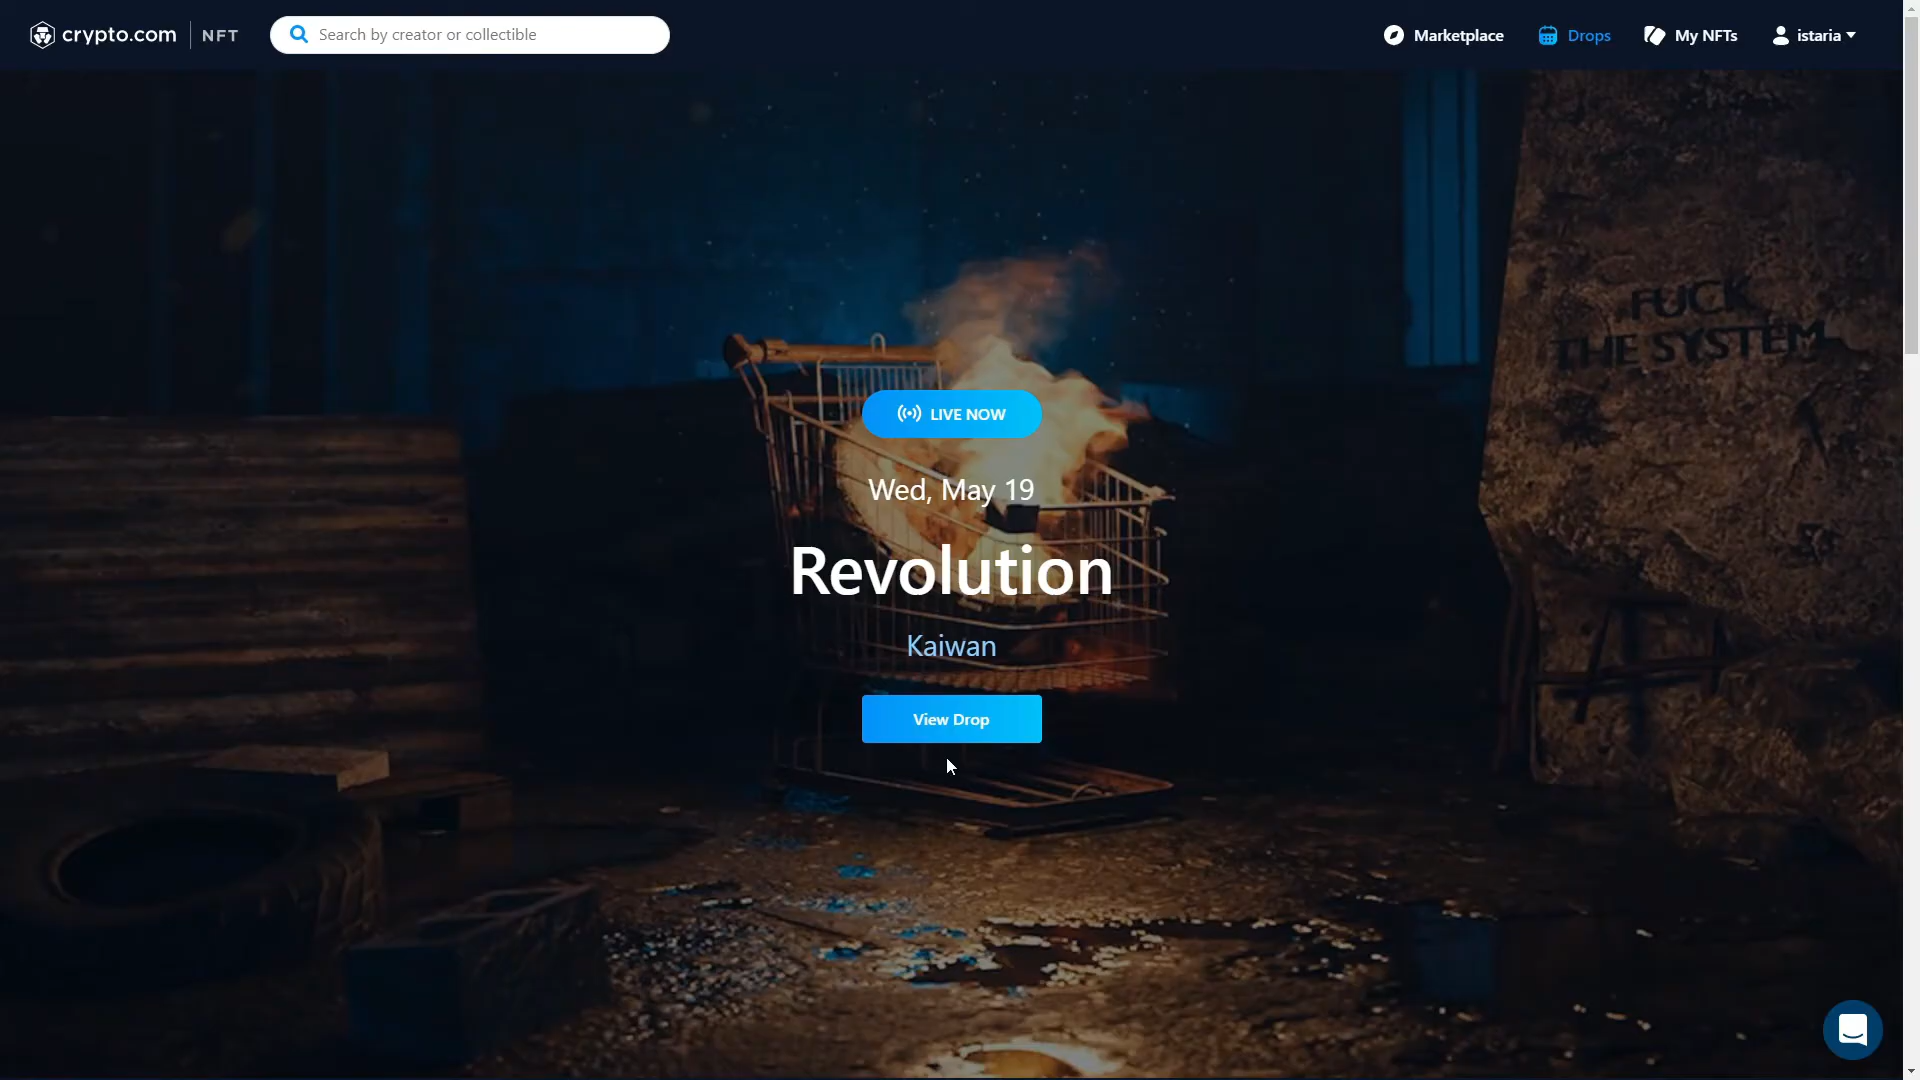 crypto.com NFT Search by creator or collectible Marketplace Drops My NFTs istaria
FUCK
THE SYSTEM
LIVE NOW
Wed, May 19
Revolution
Kaiwan
View Drop